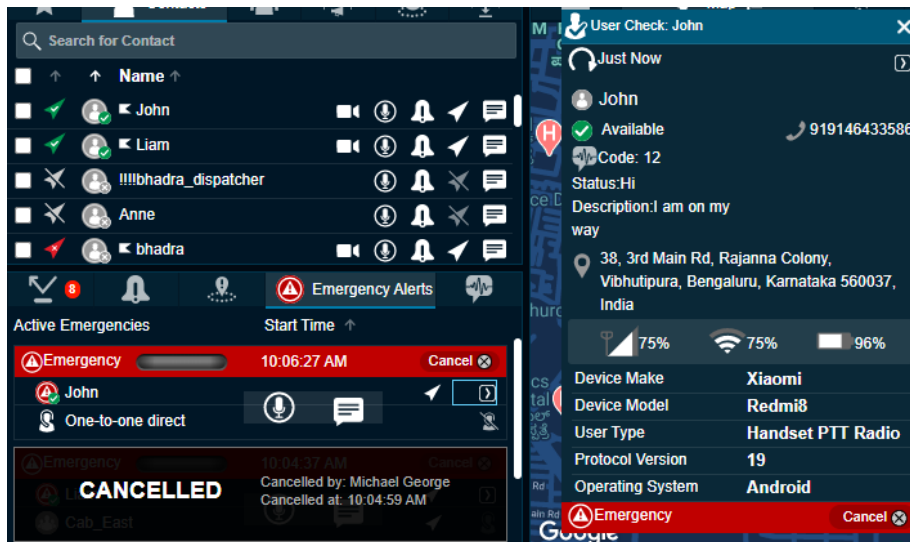 Contacts
Search for Contact
Name
John
Liam
!!!!bhadra_dispatcher
Anne
bhadra
8
Emergency Alerts
Active Emergencies
Start Time
Emergency
10:06:27 AM
Cancel
John
One-to-one direct
Emergency
10:04:37 AM
Cancel
CANCELLED
Cancelled by: Michael George
Cancelled at: 10:04:59 AM
Cab_East
H
Rd
Google
User Check: John
Just Now
John
Available
919146433586
Code: 12
Status:Hi
Description:I am on my
way
38, 3rd Main Rd, Rajanna Colony,
Vibhutipura, Bengaluru, Karnataka 560037,
India
75%
75%
96%
Device Make
Xiaomi
Device Model
Redmi8
User Type
Handset PTT Radio
Protocol Version
19
Operating System
Android
Emergency
Cancel